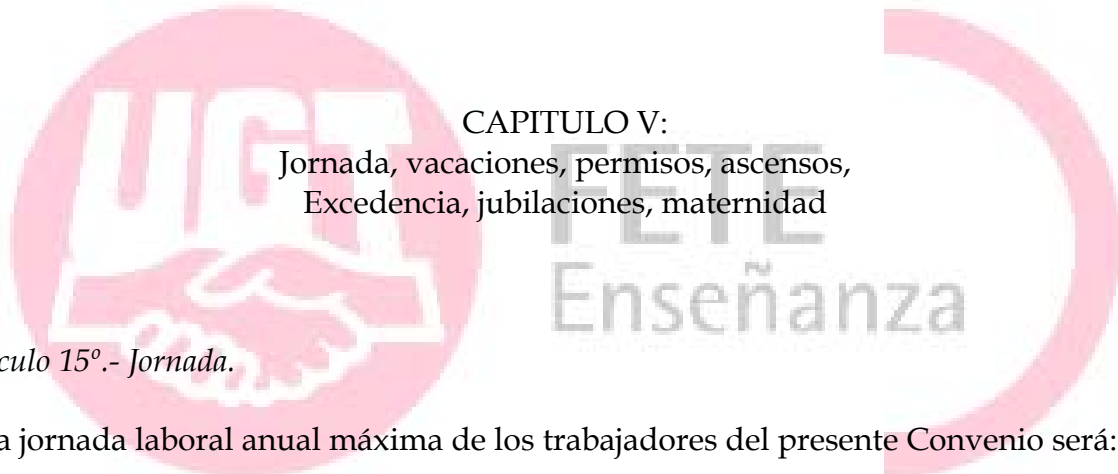 CAPITULO V:
Jornada, vacaciones, permisos, ascensos,
Excedencia, jubilaciones, maternidad
UGT
FETE
Enseñanza
culo 15º.- Jornada.
a jornada laboral anual máxima de los trabajadores del presente Convenio será: